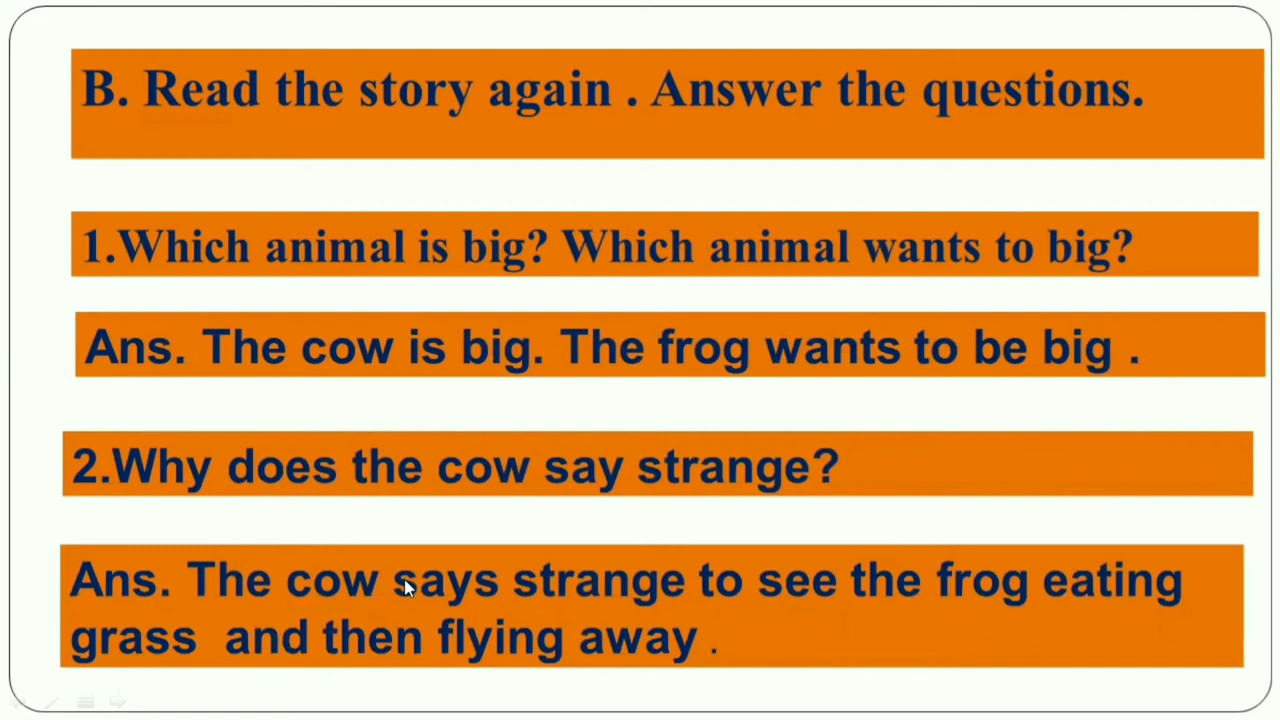 B. Read the story again . Answer the questions.
1.Which animal is big? Which animal wants to big?
Ans. The cow is big. The frog wants to be big .
2.Why does the cow say strange?
Ans. The cow says strange to see the frog eating
grass and then flying away .